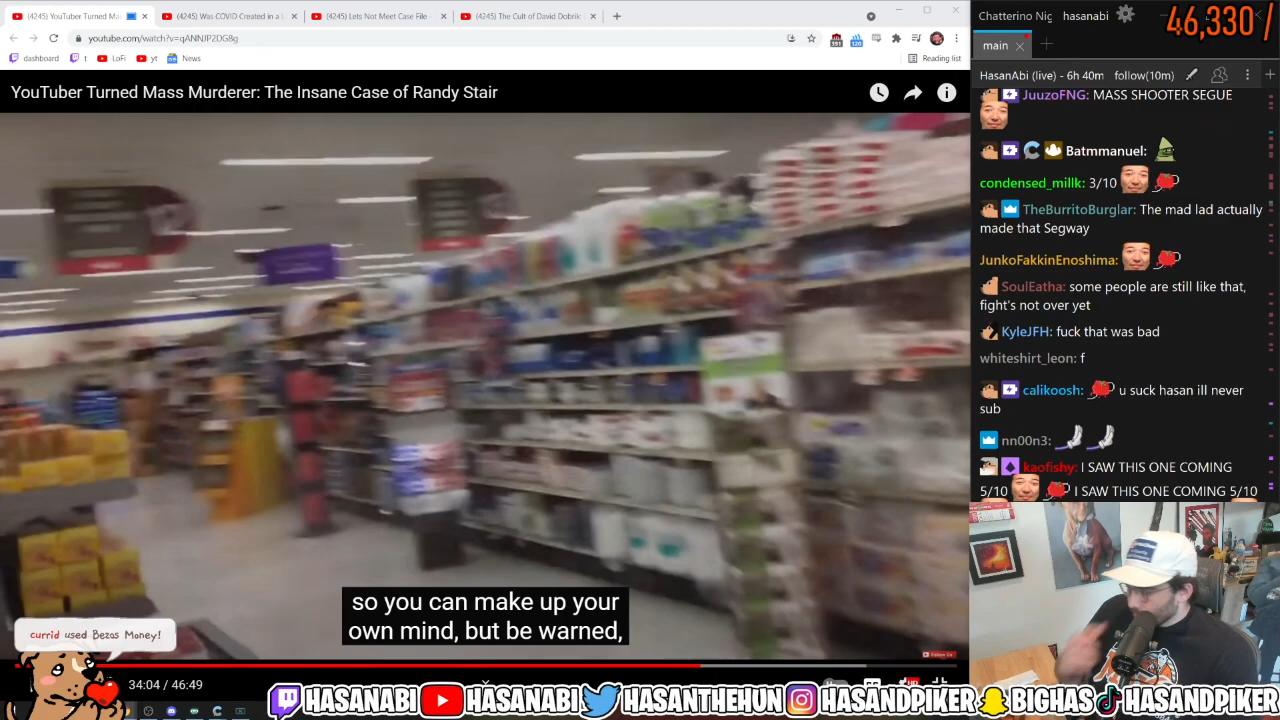 (4245) YouTuber Turned Ma
(4245) Was COVID Created in a
(4245) Lets Not Meet Case File -
(4245) The Cult of David Dobrik:
youtube.com/watch?v=qANNJP2DG8g
dashboard
t
LoFi
yt
News
Reading list
YouTuber Turned Mass Murderer: The Insane Case of Randy Stair
so you can make up your
own mind, but be warned,
Follow Us
currid used Bezos Money!
34:04 / 46:49
HASANABI
HASANABI
HASANTHEHUN
HASANDPIKER
BIGHAS
HASANDPIKER
Chatterino Nig
hasanabi
46,330 /
main
HasanAbi (live) - 6h 40m
follow(10m)
JuuzoFNG: MASS SHOOTER SEGUE
Batmmanuel:
condensed_millk: 3/10
TheBurritoBurglar: The mad lad actually
made that Segway
JunkoFakkinEnoshima:
SoulEatha: some people are still like that,
fight's not over yet
KyleJFH: fuck that was bad
whiteshirt_leon: f
calikoosh: u suck hasan ill never
sub
nn00n3:
kaofishy: I SAW THIS ONE COMING
5/10 I SAW THIS ONE COMING 5/10